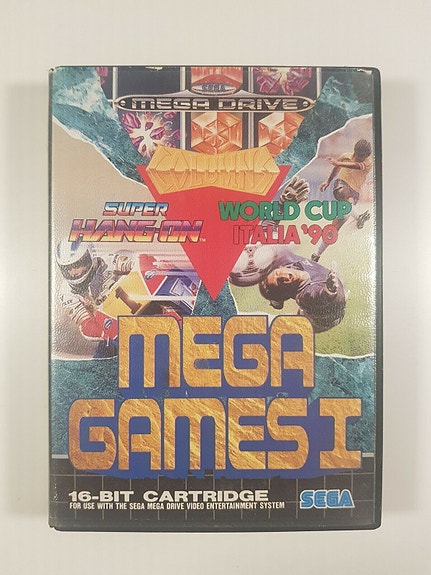 SEGA
MEGA DRIVE
COLUMNS
SUPER
HANG-ON™
WORLD CUP
ITALIA '90
MEGA
GAMES I
16-BIT CARTRIDGE
FOR USE WITH THE SEGA MEGA DRIVE VIDEO ENTERTAINMENT SYSTEM
SEGA